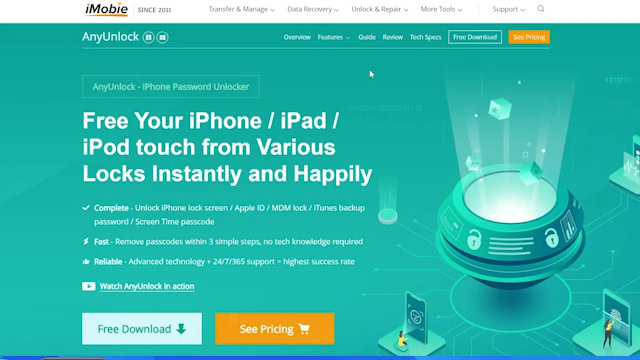 iMobie SINCE 2011 Transfer & Manage Data Recovery Unlock & Repair More Tools Support
AnyUnlock Overview Features Guide Review Tech Specs Free Download See Pricing
AnyUnlock - iPhone Password Unlocker
Free Your iPhone / iPad /
iPod touch from Various
Locks Instantly and Happily
Complete - Unlock iPhone lock screen / Apple ID / MDM lock / iTunes backup
password / Screen Time passcode
Fast - Remove passcodes within 3 simple steps, no tech knowledge required
Reliable - Advanced technology + 24/7/365 support = highest success rate
Watch AnyUnlock in action
Free Download See Pricing